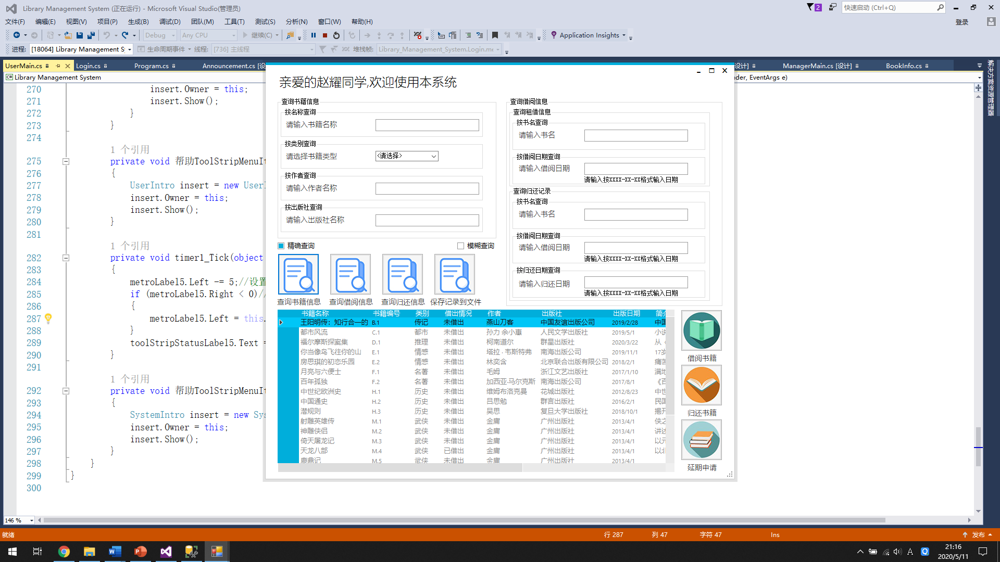 Library Management System (正在运行) - Microsoft Visual Studio(管理员)
2
快速启动 (Ctrl+Q)
文件(F) 编辑(E) 视图(V) 项目(P) 生成(B) 调试(D) 团队(M) 工具(T) 测试(S) 分析(N) 窗口(W) 帮助(H)
登录
Debug Any CPU 继续(C) Application Insights
进程: [18064] Library Management S 生命周期事件 线程: [736] 主线程 堆栈帧: Library_Management_System.Login.me
UserMain.cs Login.cs Program.cs Announcement.cs [设 设计] ManagerMain.cs [设计] BookInfo.cs
Library Management System
nder, EventArgs e)
解决方案资源管理器
270 insert.Owner = this;
271 insert.Show();
272 }
273 }
274
1 个引用
275 private void 帮助ToolStripMenuIt
276 {
277 UserIntro insert = new User
278 insert.Owner = this;
279 insert.Show();
280 }
281
1 个引用
282 private void timer1_Tick(object
283 {
284 metroLabel5.Left -= 5;//设置
285 if (metroLabel5.Right < 0)//
286 {
287 metroLabel5.Left = this.
288 }
289 toolStripStatusLabel5.Text =
290 }
291
1 个引用
292 private void 帮助ToolStripMenuIt
293 {
294 SystemIntro insert = new Sys
295 insert.Owner = this;
296 insert.Show();
297 }
298 }
299 }
300
亲爱的赵耀同学,欢迎使用本系统
查询书籍信息
按名称查询
请输入书籍名称
按类别查询
请选择书籍类型 <请选择>
按作者查询
请输入作者名称
按出版社查询
请输入出版社名称
精确查询 模糊查询
查询书籍信息 查询借阅信息 查询归还信息 保存记录到文件
查询借阅信息
查询租借信息
按书名查询
请输入书名
按借阅日期查询
请输入借阅日期
请输入按XXXX-XX-XX格式输入日期
查询归还记录
按书名查询
请输入书名
按借阅日期查询
请输入借阅日期
请输入按XXXX-XX-XX格式输入日期
按归还日期查询
请输入归还日期
请输入按XXXX-XX-XX格式输入日期
书籍名称 书籍编号 类别 借出情况 作者 出版社 出版日期 简介
王阳明传：知行合一的 B.1 传记 未借出 燕山刀客 中国友谊出版公司 2019/2/28 中国
都市风流 C.1 都市 未借出 孙力 余小惠 人民文学出版社 2019/5/1 小说
福尔摩斯探案集 D.1 推理 未借出 柯南道尔 群星出版社 2020/3/22 从《
你当像鸟飞往你的山 E.1 情感 未借出 塔拉·韦斯特弗 南海出版公司 2019/11/1 17岁
房思琪的初恋乐园 E.2 情感 未借出 林奕含 北京联合出版有限公司 2018/2/1 痛苦
月亮与六便士 F.1 名著 未借出 毛姆 浙江文艺出版社 2017/1/10 满地
百年孤独 F.2 名著 未借出 加西亚·马尔克斯 南海出版公司 2017/8/1 《百
中世纪欧洲史 H.1 历史 未借出 维姆布洛克曼 花城出版社 2012/8/23 中世
中国通史 H.2 历史 未借出 吕思勉 群言出版社 2016/2/1 民国
潜规则 H.3 历史 未借出 吴思 复旦大学出版社 2018/10/1 揭开
射雕英雄传 M.1 武侠 未借出 金庸 广州出版社 2013/4/1 侠之
神雕侠侣 M.2 武侠 未借出 金庸 广州出版社 2013/4/1 讲述
倚天屠龙记 M.3 武侠 未借出 金庸 广州出版社 2013/4/1 以元
天龙八部 M.4 武侠 已借出 金庸 广州出版社 2013/4/1 以北
鹿鼎记 M.5 武侠 未借出 金庸 广州出版社 2013/4/1
借阅书籍
归还书籍
延期申请
146 %
就绪 行 287 列 47 字符 47 Ins 发布
21:16
2020/5/11